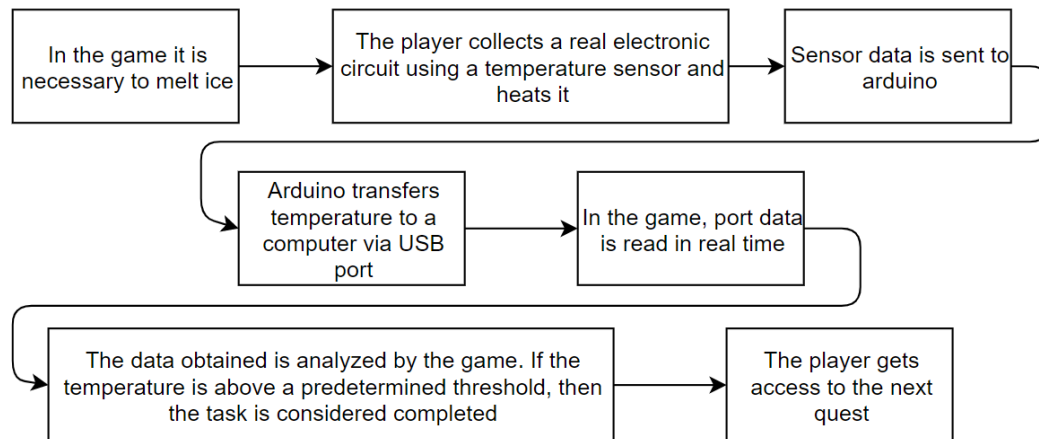 In the game it is
necessary to melt ice
The player collects a real electronic
circuit using a temperature sensor and
heats it
Sensor data is sent to
arduino
Arduino transfers
temperature to a
computer via USB
port
In the game, port data
is read in real time
The data obtained is analyzed by the game. If the
temperature is above a predetermined threshold, then
the task is considered completed
The player gets
access to the next
quest